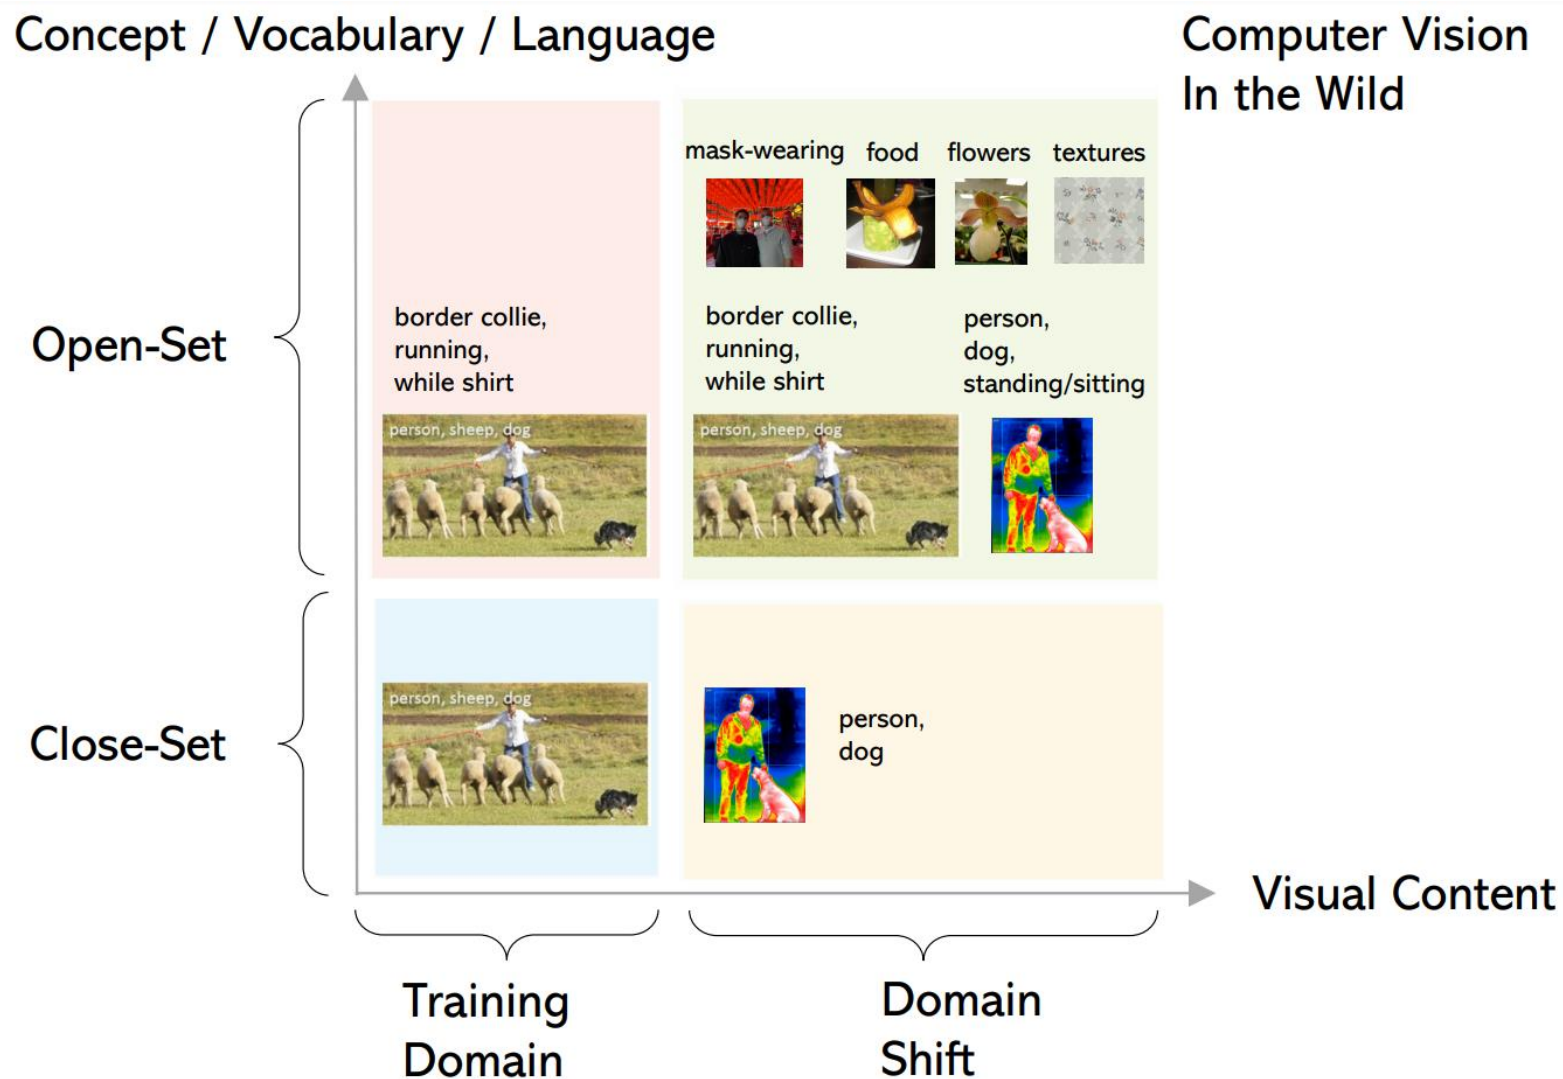 Concept / Vocabulary / Language
Computer Vision
In the Wild
mask-wearing
food
flowers
textures
Open-Set
border collie,
running,
while shirt
person, sheep, dog
border collie,
running,
while shirt
person, sheep, dog
person,
dog,
standing/sitting
Close-Set
person, sheep, dog
person,
dog
Visual Content
Training
Domain
Domain
Shift